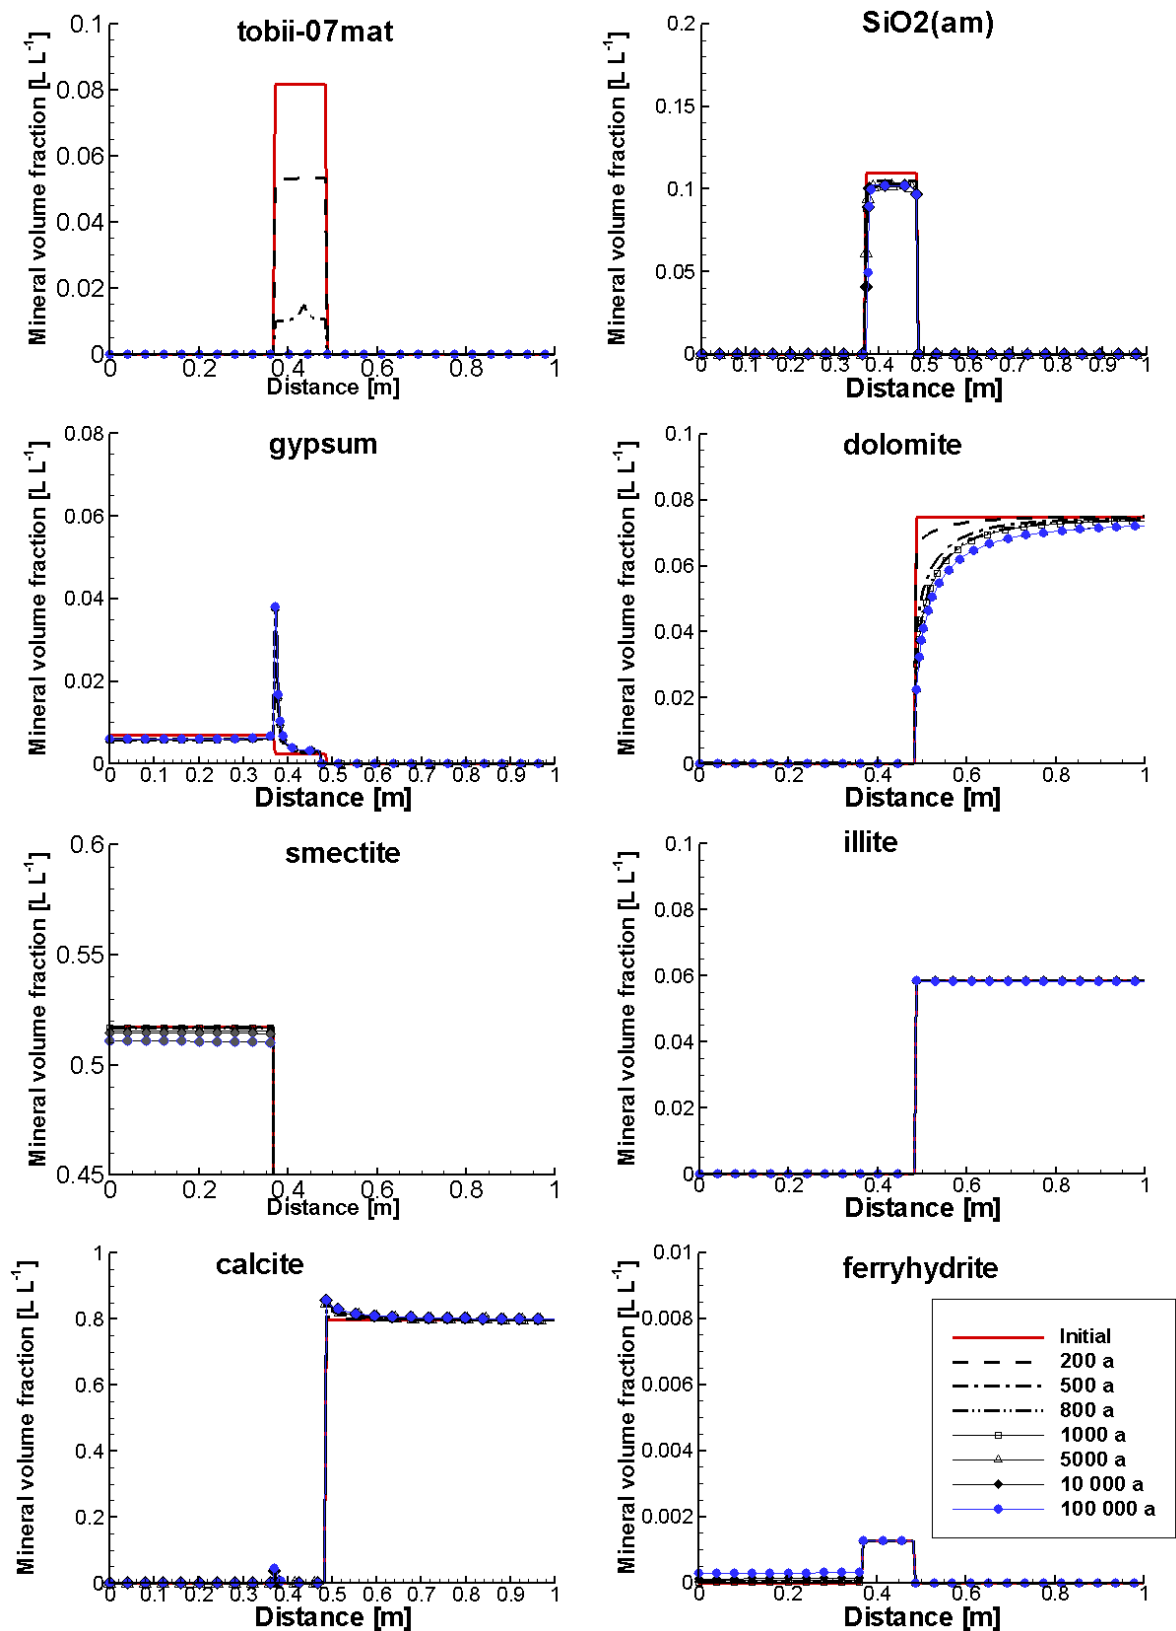 tobii-07mat
Mineral volume fraction [L L-1]
0.1
0.08
0.06
0.04
0.02
0
0 0.2 0.4 0.6 0.8 1
Distance [m]
SiO2(am)
Mineral volume fraction [L L-1]
0.2
0.15
0.1
0.05
0
0 0.1 0.2 0.3 0.4 0.5 0.6 0.7 0.8 0.9 1
Distance [m]
gypsum
Mineral volume fraction [L L-1]
0.08
0.06
0.04
0.02
0
0 0.1 0.2 0.3 0.4 0.5 0.6 0.7 0.8 0.9 1
Distance [m]
dolomite
Mineral volume fraction [L L-1]
0.1
0.08
0.06
0.04
0.02
0
0 0.2 0.4 0.6 0.8 1
Distance [m]
smectite
Mineral volume fraction [L L-1]
0.6
0.55
0.5
0.45
0 0.2 0.4 0.6 0.8 1
Distance [m]
illite
Mineral volume fraction [L L-1]
0.1
0.08
0.06
0.04
0.02
0
0 0.2 0.4 0.6 0.8 1
Distance [m]
calcite
Mineral volume fraction [L L-1]
1
0.8
0.6
0.4
0.2
0
0 0.1 0.2 0.3 0.4 0.5 0.6 0.7 0.8 0.9 1
Distance [m]
ferryhydrite
Mineral volume fraction [L L-1]
0.01
0.008
0.006
0.004
0.002
0
0 0.2 0.4 0.6 0.8 1
Distance [m]
Initial
200 a
500 a
800 a
1000 a
5000 a
10 000 a
100 000 a